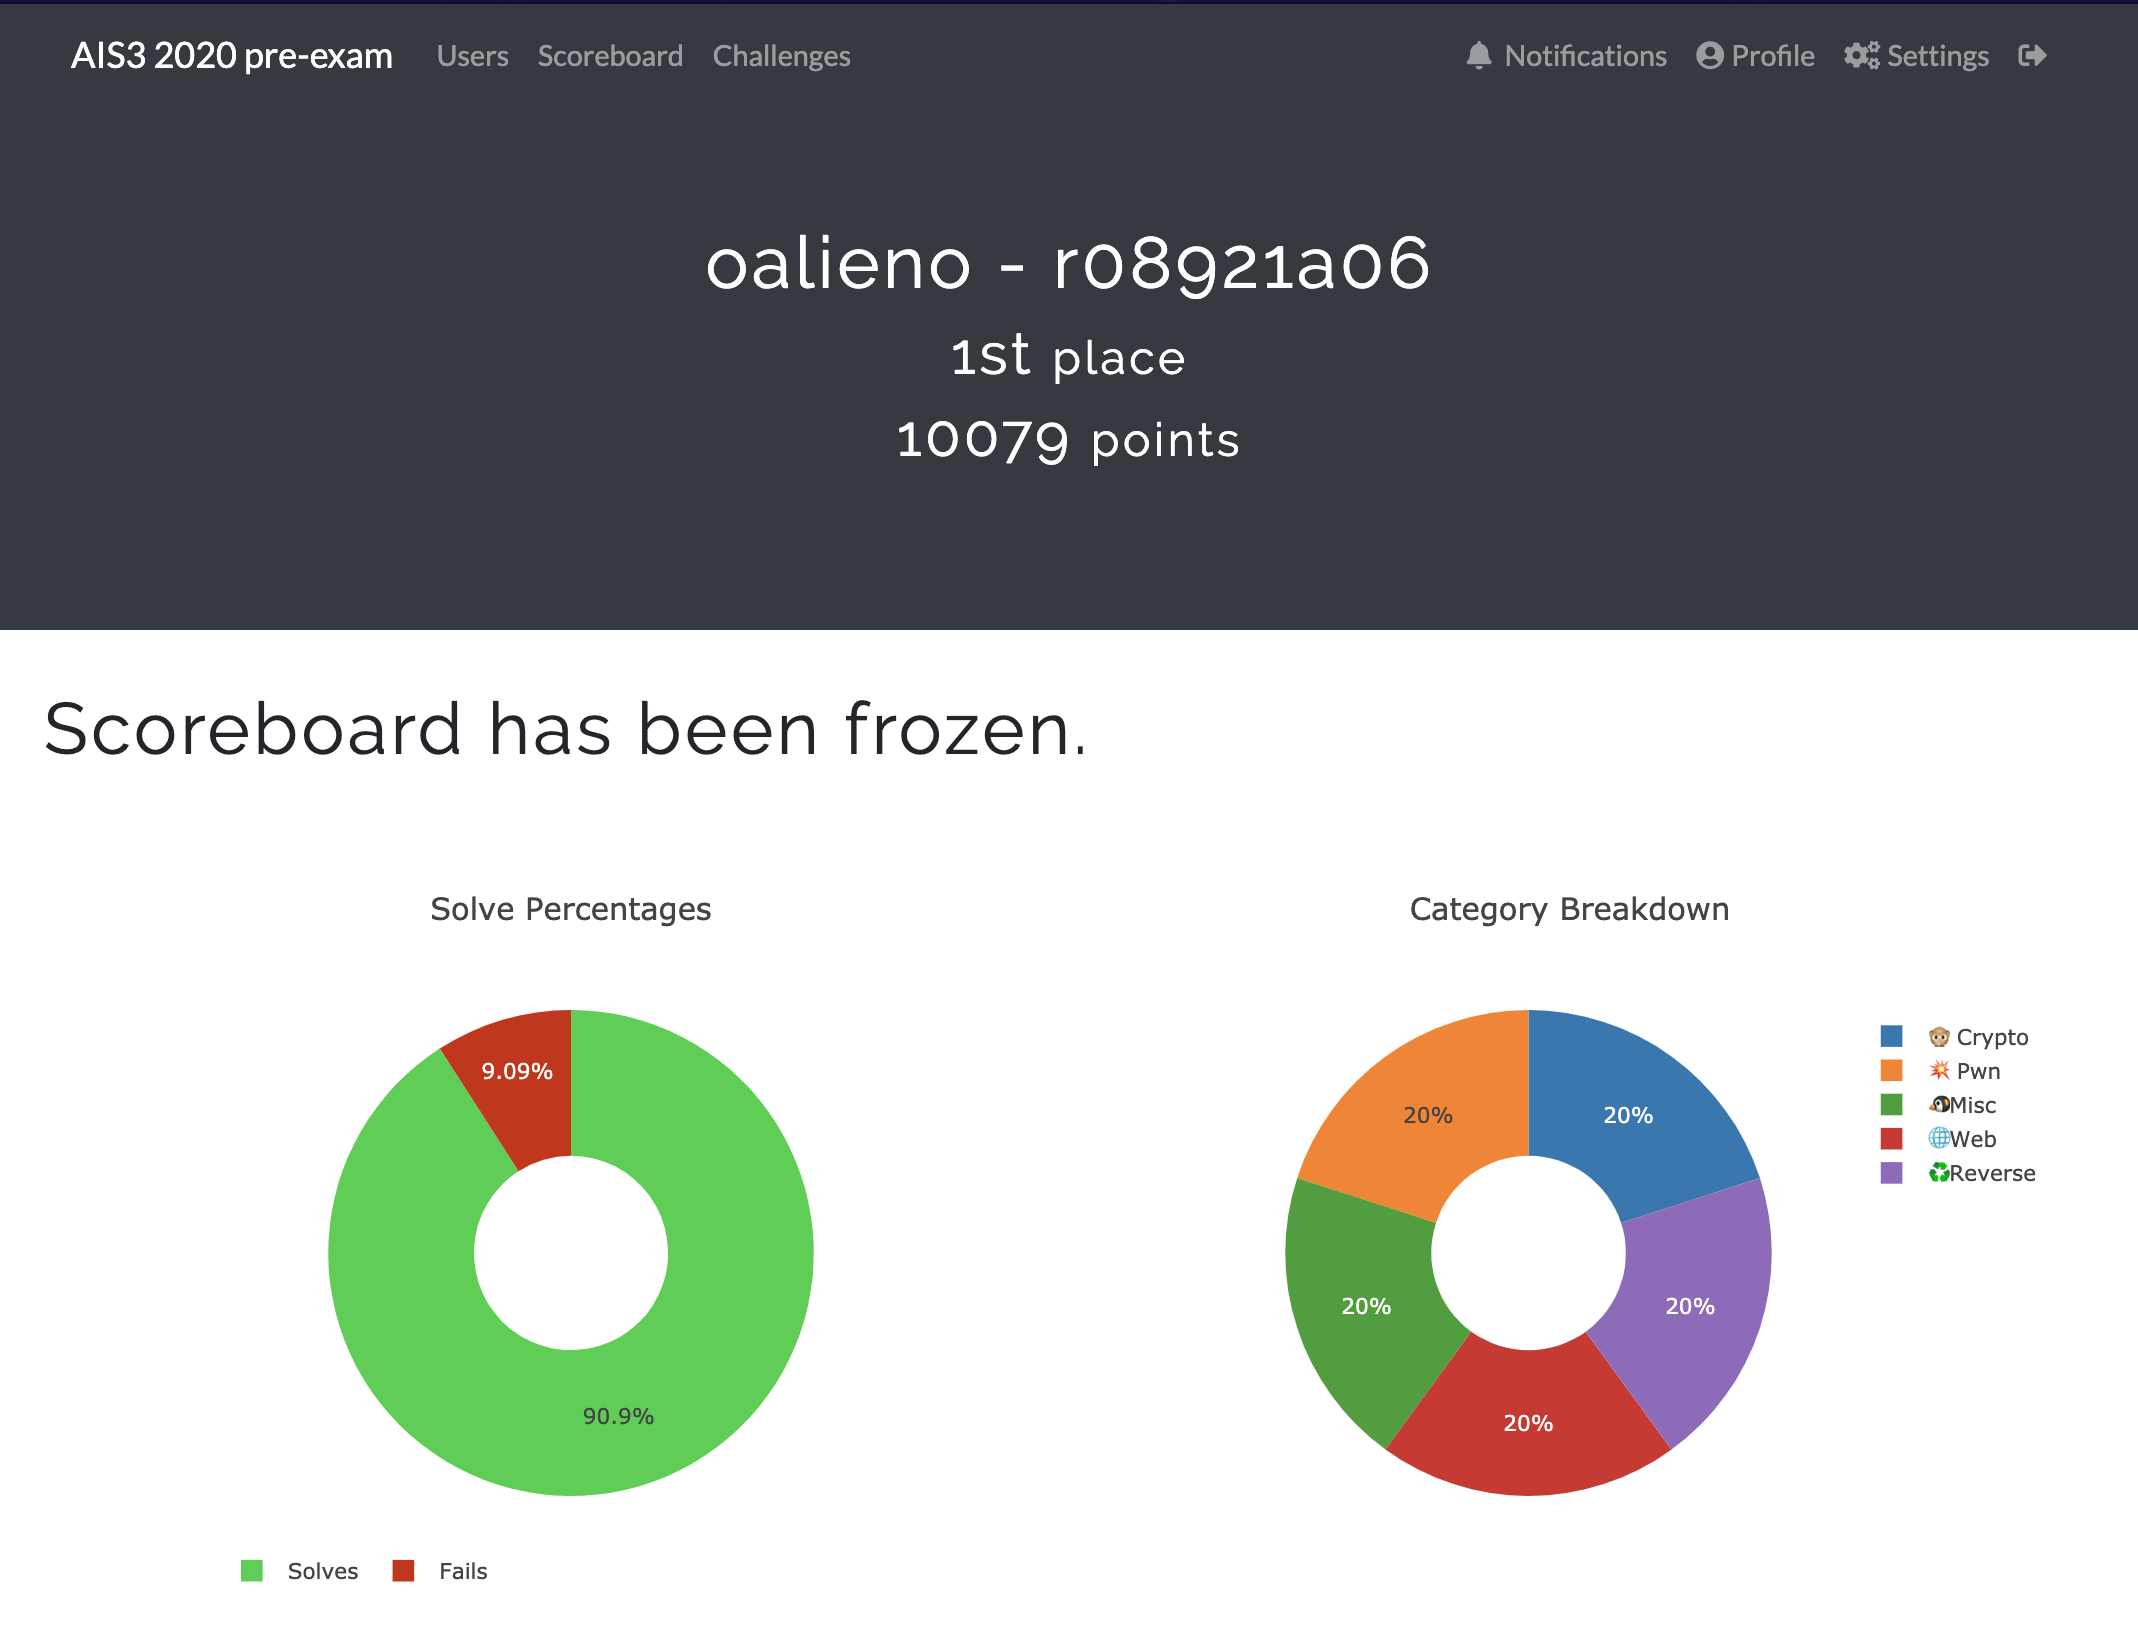 AIS3 2020 pre-exam Users Scoreboard Challenges Notifications Profile Settings
oalieno - r08921a06
1st place
10079 points
Scoreboard has been frozen.
Solve Percentages
9.09%
90.9%
Solves Fails
Category Breakdown
20%
20%
20%
20%
20%
Crypto
Pwn
Misc
Web
Reverse